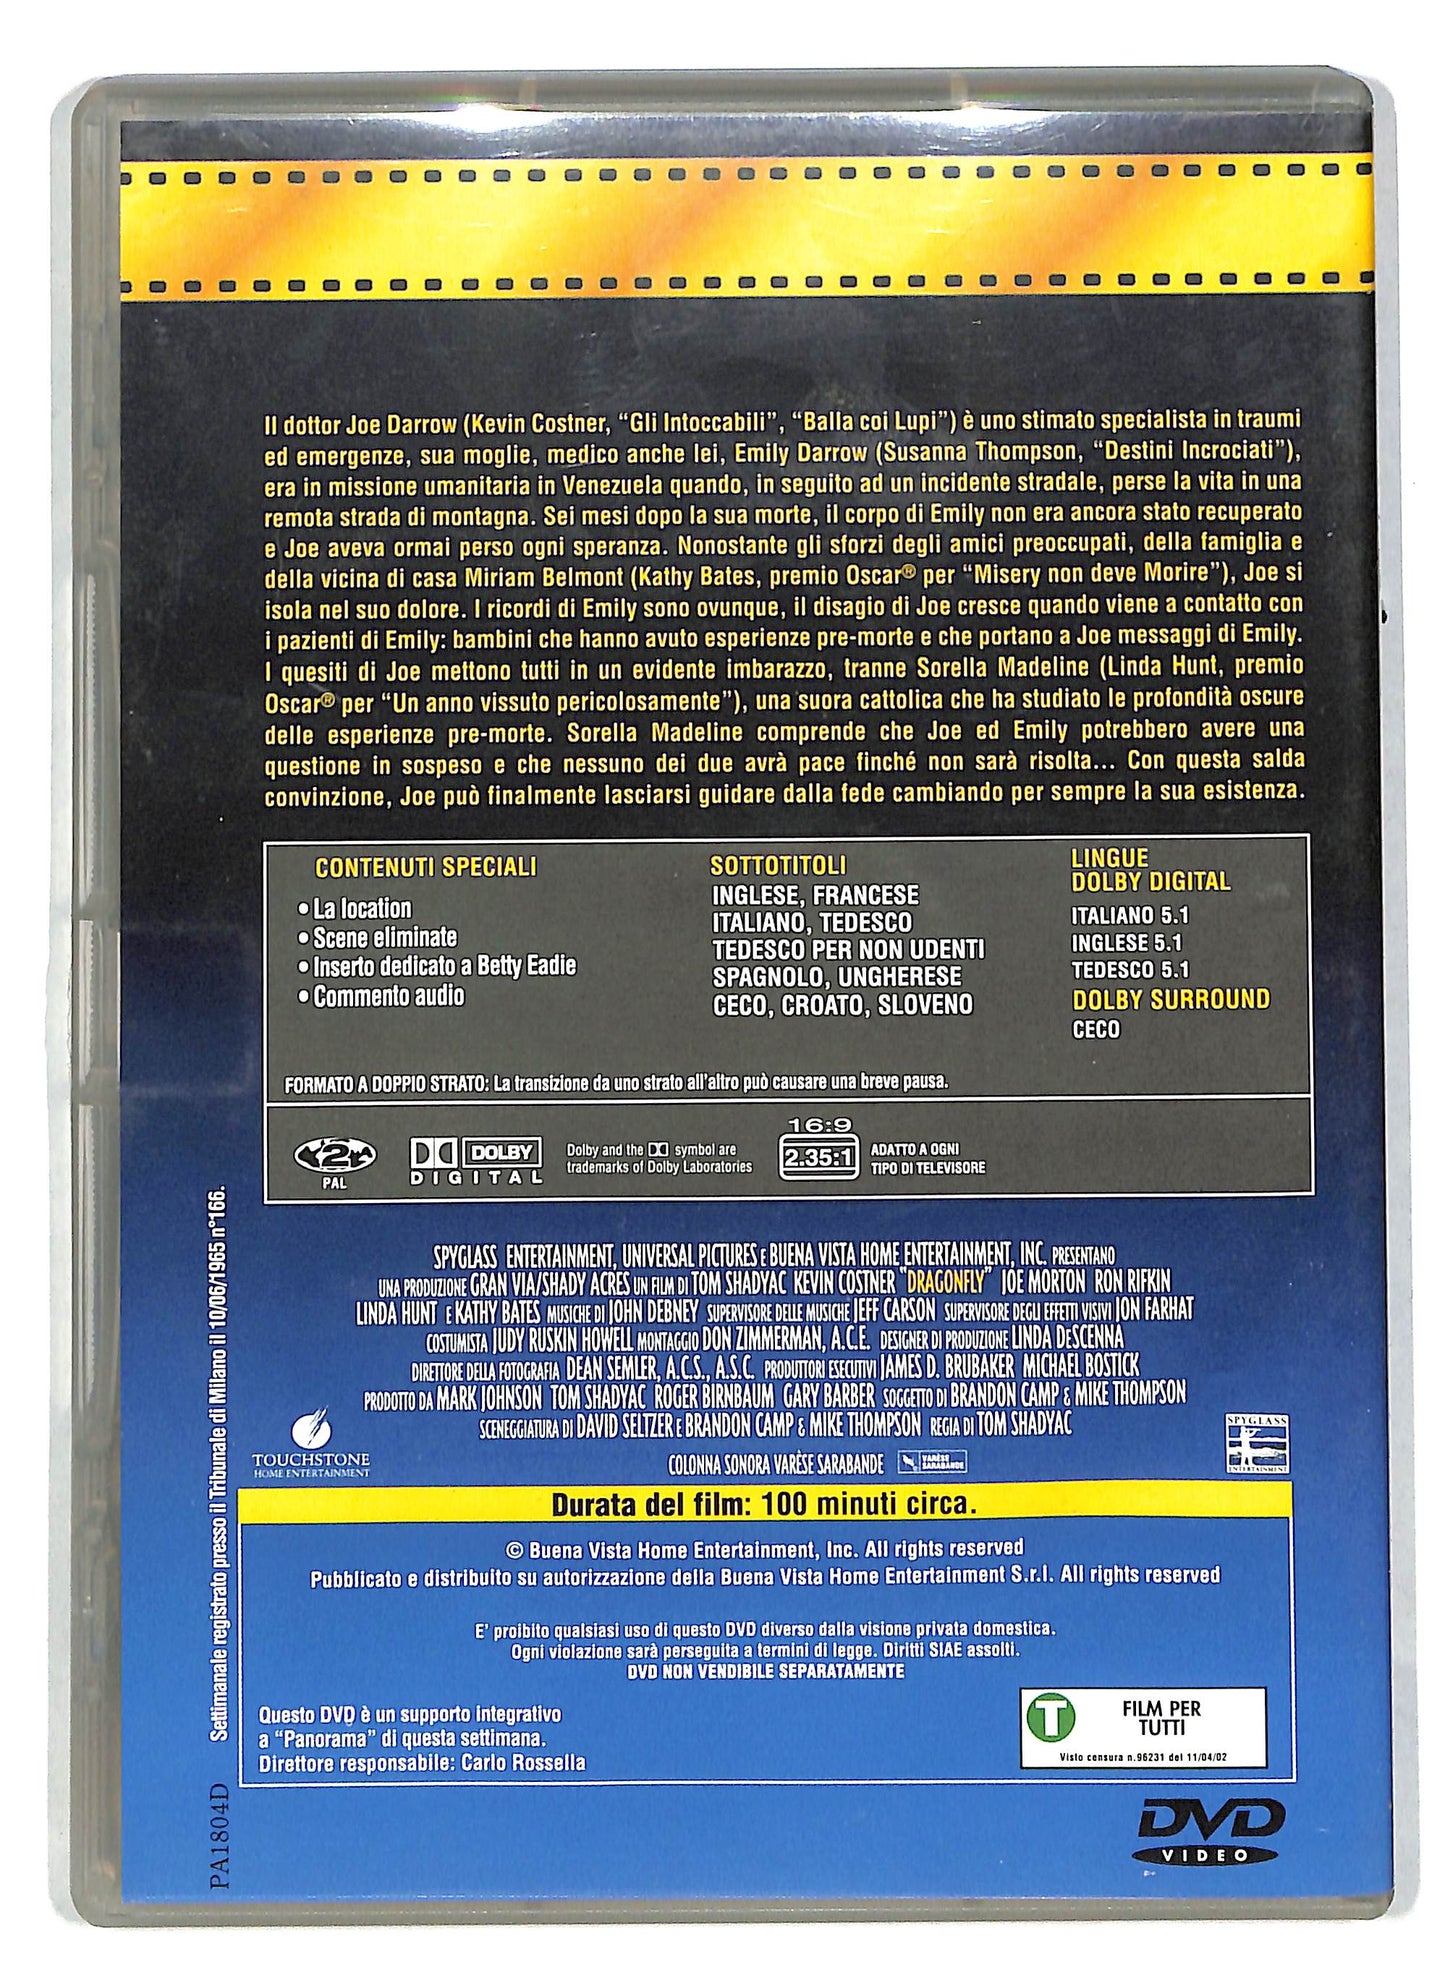 Il dottor Joe Darrow (Kevin Costner, “Gli Intoccabili”, “Balla coi Lupi”) è uno stimato specialista in traumi
ed emergenze, sua moglie, medico anche lei, Emily Darrow (Susanna Thompson, “Destini Incrociati”),
era in missione umanitaria in Venezuela quando, in seguito ad un incidente stradale, perse la vita in una
remota strada di montagna. Sei mesi dopo la sua morte, il corpo di Emily non era ancora stato recuperato
e Joe aveva ormai perso ogni speranza. Nonostante gli sforzi degli amici preoccupati, della famiglia e
della vicina di casa Miriam Belmont (Kathy Bates, premio Oscar® per “Misery non deve Morire”), Joe si
isola nel suo dolore. I ricordi di Emily sono ovunque, il disagio di Joe cresce quando viene a contatto con
i pazienti di Emily: bambini che hanno avuto esperienze pre-morte e che portano a Joe messaggi di Emily.
I quesiti di Joe mettono tutti in un evidente imbarazzo, tranne Sorella Madeline (Linda Hunt, premio
Oscar® per “Un anno vissuto pericolosamente”), una suora cattolica che ha studiato le profondità oscure
delle esperienze pre-morte. Sorella Madeline comprende che Joe ed Emily potrebbero avere una
questione in sospeso e che nessuno dei due avrà pace finché non sarà risolta... Con questa salda
convinzione, Joe può finalmente lasciarsi guidare dalla fede cambiando per sempre la sua esistenza.
CONTENUTI SPECIALI
• La location
• Scene eliminate
• Inserto dedicato a Betty Eadie
• Commento audio
SOTTOTITOLI
INGLESE, FRANCESE
ITALIANO, TEDESCO
TEDESCO PER NON UDENTI
SPAGNOLO, UNGHERESE
CECO, CROATO, SLOVENO
LINGUE
DOLBY DIGITAL
ITALIANO 5.1
INGLESE 5.1
TEDESCO 5.1
DOLBY SURROUND
CECO
FORMATO A DOPPIO STRATO: La transizione da uno strato all'altro può causare una breve pausa.
2
PAL
DOLBY
DIGITAL
Dolby and the symbol are
trademarks of Dolby Laboratories
16:9
2.35:1
ADATTO A OGNI
TIPO DI TELEVISORE
SPYGLASS ENTERTAINMENT, UNIVERSAL PICTURES E BUENA VISTA HOME ENTERTAINMENT, INC. PRESENTANO
UNA PRODUZIONE GRAN VIA/SHADY ACRES UN FILM DI TOM SHADYAC KEVIN COSTNER "DRAGONFLY" JOE MORTON RON RIFKIN
LINDA HUNT E KATHY BATES MUSICHE DI JOHN DEBNEY SUPERVISORE DELLE MUSICHE JEFF CARSON SUPERVISORE DEGLI EFFETTI VISIVI JON FARHAT
COSTUMISTA JUDY RUSKIN HOWELL MONTAGGIO DON ZIMMERMAN, A.C.E. DESIGNER DI PRODUZIONE LINDA DeSCENNA
DIRETTORE DELLA FOTOGRAFIA DEAN SEMLER, A.C.S., A.S.C. PRODUTTORI ESECUTIVI JAMES D. BRUBAKER MICHAEL BOSTICK
PRODOTTO DA MARK JOHNSON TOM SHADYAC ROGER BIRNBAUM GARY BARBER SOGGETTO DI BRANDON CAMP & MIKE THOMPSON
SCENEGGIATURA DI DAVID SELTZER E BRANDON CAMP & MIKE THOMPSON REGIA DI TOM SHADYAC
COLONNA SONORA VARÈSE SARABANDE
VARÈSE
SARABANDE
TOUCHSTONE
HOME ENTERTAINMENT
SPYGLASS
ENTERTAINMENT
Durata del film: 100 minuti circa.
© Buena Vista Home Entertainment, Inc. All rights reserved
Pubblicato e distribuito su autorizzazione della Buena Vista Home Entertainment S.r.l. All rights reserved
E' proibito qualsiasi uso di questo DVD diverso dalla visione privata domestica.
Ogni violazione sarà perseguita a termini di legge. Diritti SIAE assolti.
DVD NON VENDIBILE SEPARATAMENTE
Questo DVD è un supporto integrativo
a “Panorama” di questa settimana.
Direttore responsabile: Carlo Rossella
T
FILM PER
TUTTI
Visto censura n.96231 del 11/04/02
DVD
VIDEO
Settimanale registrato presso il Tribunale di Milano il 10/06/1965 n°166.
PA1804D